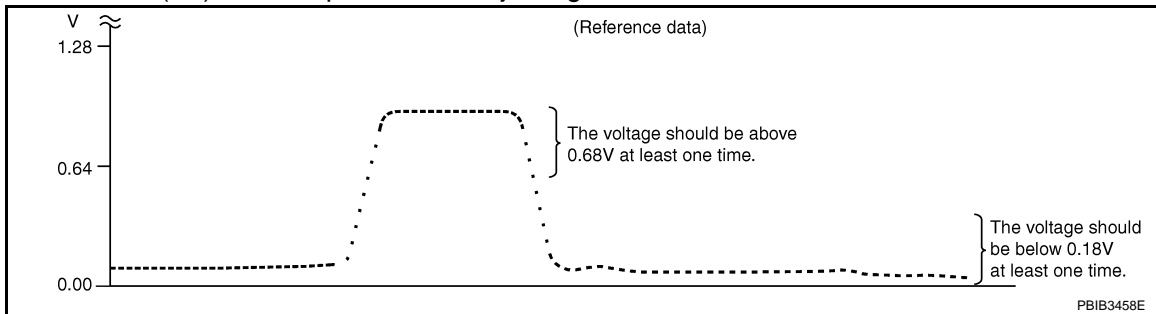 V
(Reference data)
1.28
The voltage should be above
0.68V at least one time.
0.64
The voltage should
be below 0.18V
at least one time.
0.00
PBIB3458E